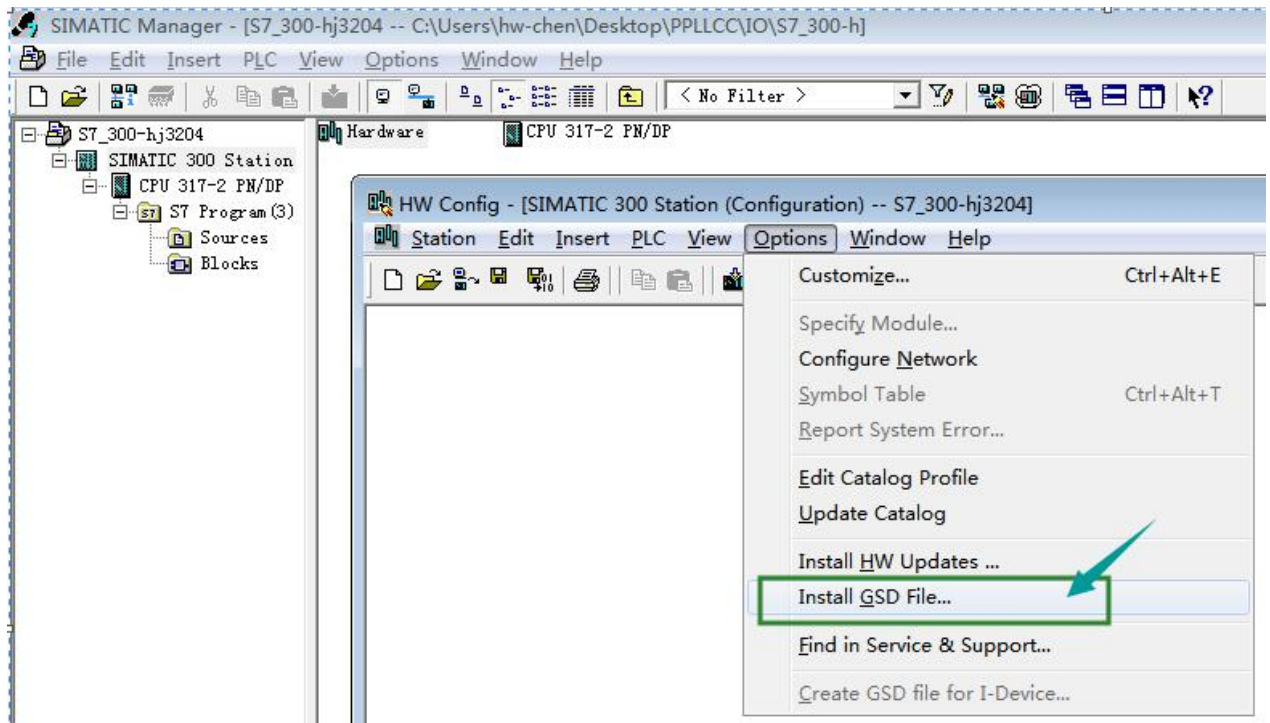 SIMATIC Manager - [S7_300-hj3204 -- C:\Users\hw-chen\Desktop\PPLLCC\IO\S7_300-h]
File Edit Insert PLC View Options Window Help
< No Filter >
S7_300-hj3204
SIMATIC 300 Station
CPU 317-2 PN/DP
S7 Program(3)
Sources
Blocks
Hardware CPU 317-2 PN/DP
HW Config - [SIMATIC 300 Station (Configuration) -- S7_300-hj3204]
Station Edit Insert PLC View Options Window Help
Customize... Ctrl+Alt+E
Specify Module...
Configure Network
Symbol Table Ctrl+Alt+T
Report System Error...
Edit Catalog Profile
Update Catalog
Install HW Updates ...
Install GSD File...
Find in Service & Support...
Create GSD file for I-Device...